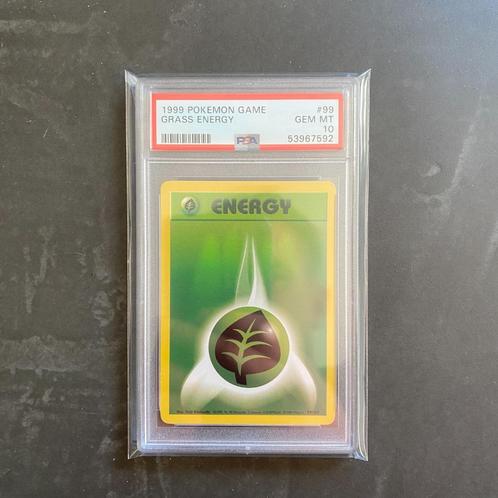 1999 POKEMON GAME #99
GRASS ENERGY GEM MT
10
PSA 53967592
ENERGY